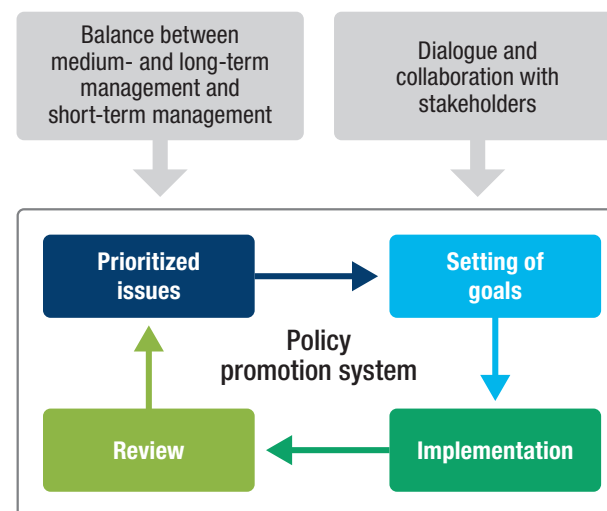 Balance between
medium- and long-term
management and
short-term management
Dialogue and
collaboration with
stakeholders
Prioritized
issues
Setting of
goals
Policy
promotion system
Review
Implementation